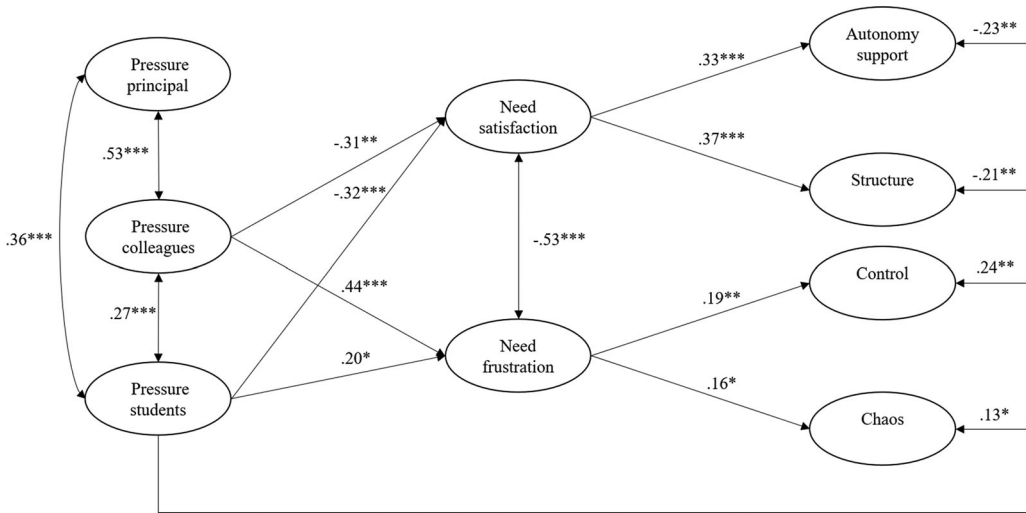 Autonomy
support
-.23**
Pressure
principal
.33***
Need
satisfaction
.53***
-.31**
.37***
-.32***
Structure
-.21**
.36***
Pressure
colleagues
-.53***
.44***
Control
.24**
.27***
.19**
Need
frustration
.20*
Pressure
students
.16*
Chaos
.13*